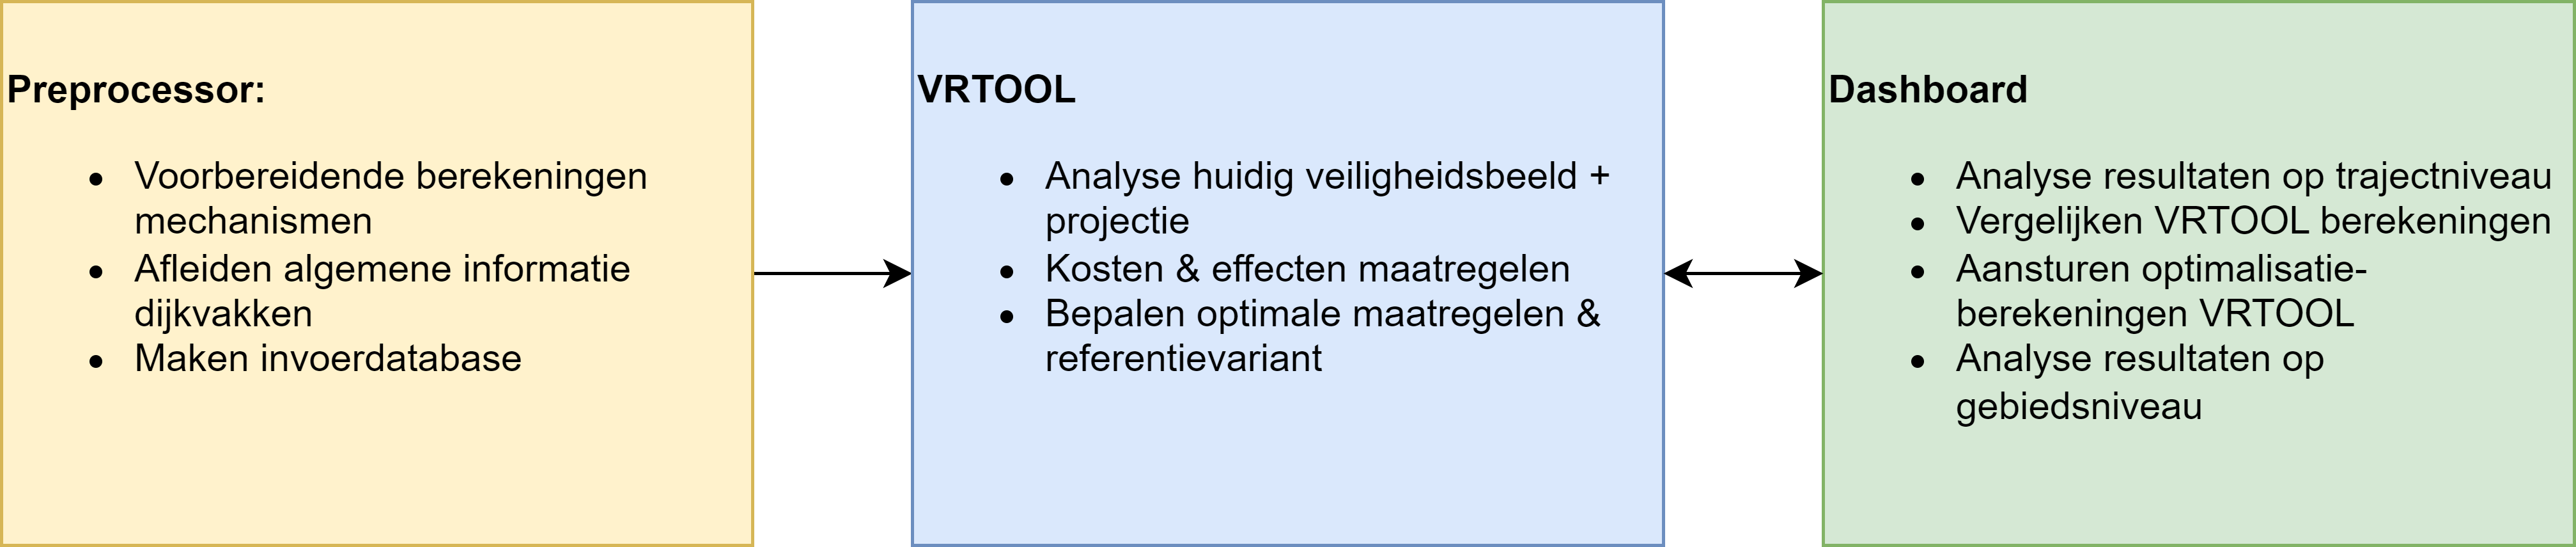 Preprocessor:
• Voorbereidende berekeningen
mechanismen
• Afleiden algemene informatie
dijkvakken
• Maken invoerdatabase
VRTOOL
• Analyse huidig veiligheidsbeeld +
projectie
• Kosten & effecten maatregelen
• Bepalen optimale maatregelen &
referentievariant
Dashboard
• Analyse resultaten op trajectniveau
• Vergelijken VRTOOL berekeningen
• Aansturen optimalisatie-
berekeningen VRTOOL
• Analyse resultaten op
gebiedsniveau